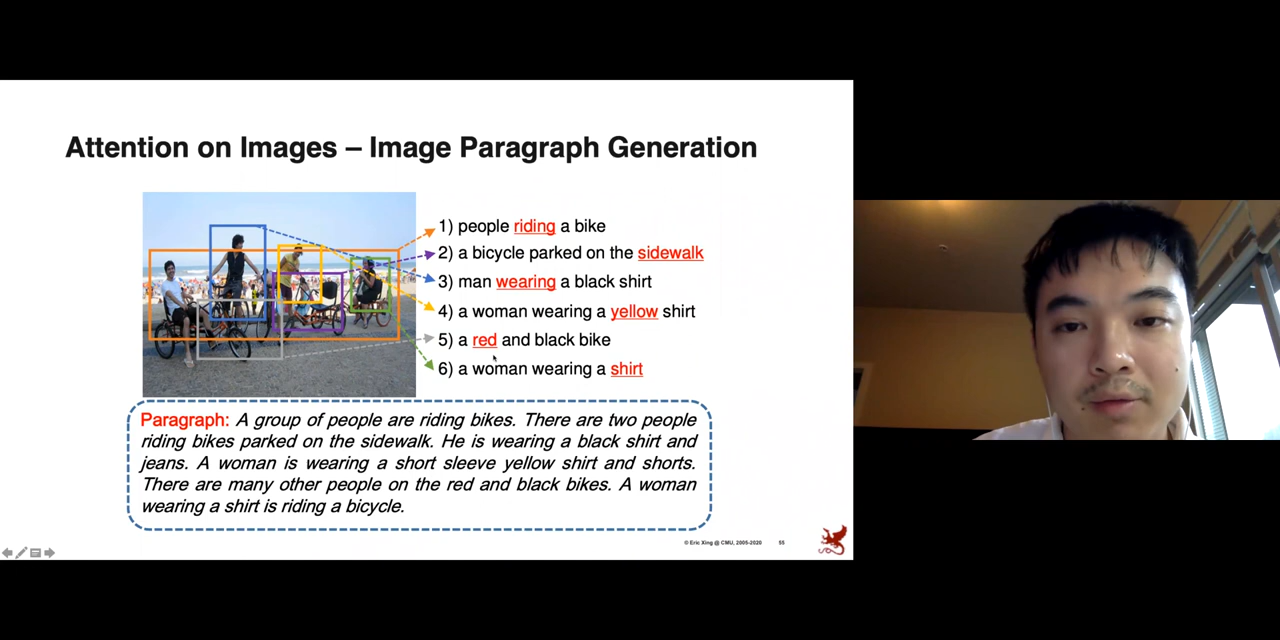 Attention on Images – Image Paragraph Generation
1) people riding a bike
2) a bicycle parked on the sidewalk
3) man wearing a black shirt
4) a woman wearing a yellow shirt
5) a red and black bike
6) a woman wearing a shirt
Paragraph: A group of people are riding bikes. There are two people
riding bikes parked on the sidewalk. He is wearing a black shirt and
jeans. A woman is wearing a short sleeve yellow shirt and shorts.
There are many other people on the red and black bikes. A woman
wearing a shirt is riding a bicycle.
© Eric Xing @ CMU, 2005-2020 55